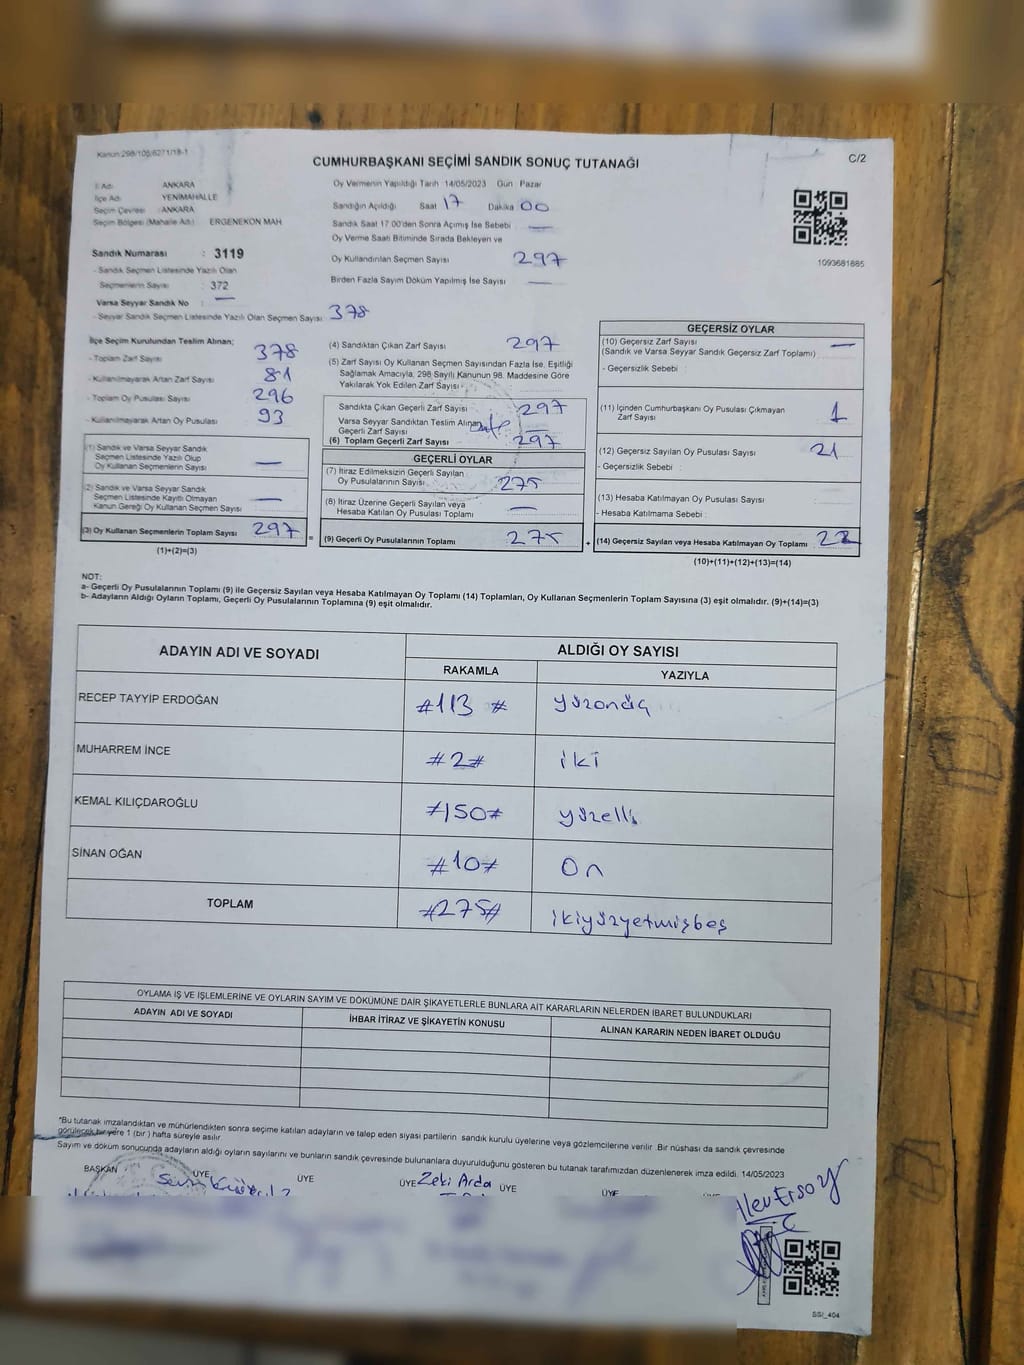 Kanun:298/105/6271/18-1
CUMHURBAŞKANI SEÇİMİ SANDIK SONUÇ TUTANAĞI
C/2
İl Adı ANKARA
İlçe Adı YENİMAHALLE
Seçim Çevresi : ANKARA
Seçim Bölgesi (Mahalle Adı) : ERGENEKON MAH
Sandık Numarası : 3119
- Sandık Seçmen Listesinde Yazılı Olan
Seçmenlerin Sayısı : 372
Varsa Seyyar Sandık No : —
- Seyyar Sandık Seçmen Listesinde Yazılı Olan Seçmen Sayısı 378
Oy Vermenin Yapıldığı Tarih 14/05/2023 Gün Pazar
Sandığın Açıldığı Saat 17 Dakika 00
Sandık Saat 17.00'den Sonra Açımış İse Sebebi —
Oy Verme Saati Bitiminde Sırada Bekleyen ve
Oy Kullandırılan Seçmen Sayısı 297
Birden Fazla Sayım Döküm Yapılmış İse Sayısı —
1093681885
İlçe Seçim Kurulundan Teslim Alınan;
- Toplam Zarf Sayısı 378
- Kullanılmayarak Artan Zarf Sayısı 81
- Toplam Oy Pusulası Sayısı 296
- Kullanılmayarak Artan Oy Pusulası 93
(1) Sandık ve Varsa Seyyar Sandık
Seçmen Listesinde Yazılı Olup
Oy Kullanan Seçmenlerin Sayısı —
(2) Sandık ve Varsa Seyyar Sandık
Seçmen Listesinde Kayıtlı Olmayan
Kanun Gereği Oy Kullanan Seçmen Sayısı —
(3) Oy Kullanan Seçmenlerin Toplam Sayısı 297
(1)+(2)=(3)
(4) Sandıktan Çıkan Zarf Sayısı 297
(5) Zarf Sayısı Oy Kullanan Seçmen Sayısından Fazla İse, Eşitliği
Sağlamak Amacıyla, 298 Sayılı Kanunun 98. Maddesine Göre
Yakılarak Yok Edilen Zarf Sayısı
Sandıkta Çıkan Geçerli Zarf Sayısı 297
Varsa Seyyar Sandıktan Teslim Alınan
Geçerli Zarf Sayısı —
(6) Toplam Geçerli Zarf Sayısı 297
GEÇERLİ OYLAR
(7) İtiraz Edilmeksizin Geçerli Sayılan
Oy Pusulalarının Sayısı 275
(8) İtiraz Üzerine Geçerli Sayılan veya
Hesaba Katılan Oy Pusulası Toplamı —
= (9) Geçerli Oy Pusulalarının Toplamı 275
GEÇERSİZ OYLAR
(10) Geçersiz Zarf Sayısı —
(Sandık ve Varsa Seyyar Sandık Geçersiz Zarf Toplamı)
- Geçersizlik Sebebi :
(11) İçinden Cumhurbaşkanı Oy Pusulası Çıkmayan
Zarf Sayısı 1
(12) Geçersiz Sayılan Oy Pusulası Sayısı 21
- Geçersizlik Sebebi :
(13) Hesaba Katılmayan Oy Pusulası Sayısı
- Hesaba Katılmama Sebebi :
+ (14) Geçersiz Sayılan veya Hesaba Katılmayan Oy Toplamı 22
(10)+(11)+(12)+(13)=(14)
NOT:
a- Geçerli Oy Pusulalarının Toplamı (9) ile Geçersiz Sayılan veya Hesaba Katılmayan Oy Toplamı (14) Toplamları, Oy Kullanan Seçmenlerin Toplam Sayısına (3) eşit olmalıdır. (9)+(14)=(3)
b- Adayların Aldığı Oyların Toplamı, Geçerli Oy Pusulalarının Toplamına (9) eşit olmalıdır.
ADAYIN ADI VE SOYADI
ALDIĞI OY SAYISI
RAKAMLA YAZIYLA
RECEP TAYYİP ERDOĞAN #113 # yüzonüç
MUHARREM İNCE #2# iki
KEMAL KILIÇDAROĞLU #150# yüzelli
SİNAN OĞAN #10# On
TOPLAM #275# ikiyüzyetmişbeş
OYLAMA İŞ VE İŞLEMLERİNE VE OYLARIN SAYIM VE DÖKÜMÜNE DAİR ŞİKAYETLERLE BUNLARA AİT KARARLARIN NELERDEN İBARET BULUNDUKLARI
ADAYIN ADI VE SOYADI İHBAR İTİRAZ VE ŞİKAYETİN KONUSU ALINAN KARARIN NEDEN İBARET OLDUĞU
*Bu tutanak imzalandıktan ve mühürlendikten sonra seçime katılan adayların ve talep eden siyasi partilerin sandık kurulu üyelerine veya gözlemcilerine verilir. Bir nüshası da sandık çevresinde
görülecek bir yere 1 (bir) hafta süreyle asılır.
Sayım ve döküm sonucunda adayların aldığı oyların sayılarını ve bunların sandık çevresinde bulunanlara duyurulduğunu gösteren bu tutanak tarafımızdan düzenlenerek imza edildi. 14/05/2023
BAŞKAN ÜYE ÜYE ÜYE Zeki Arda ÜYE ÜYE ÜYE
Ersoy
SSİ_404